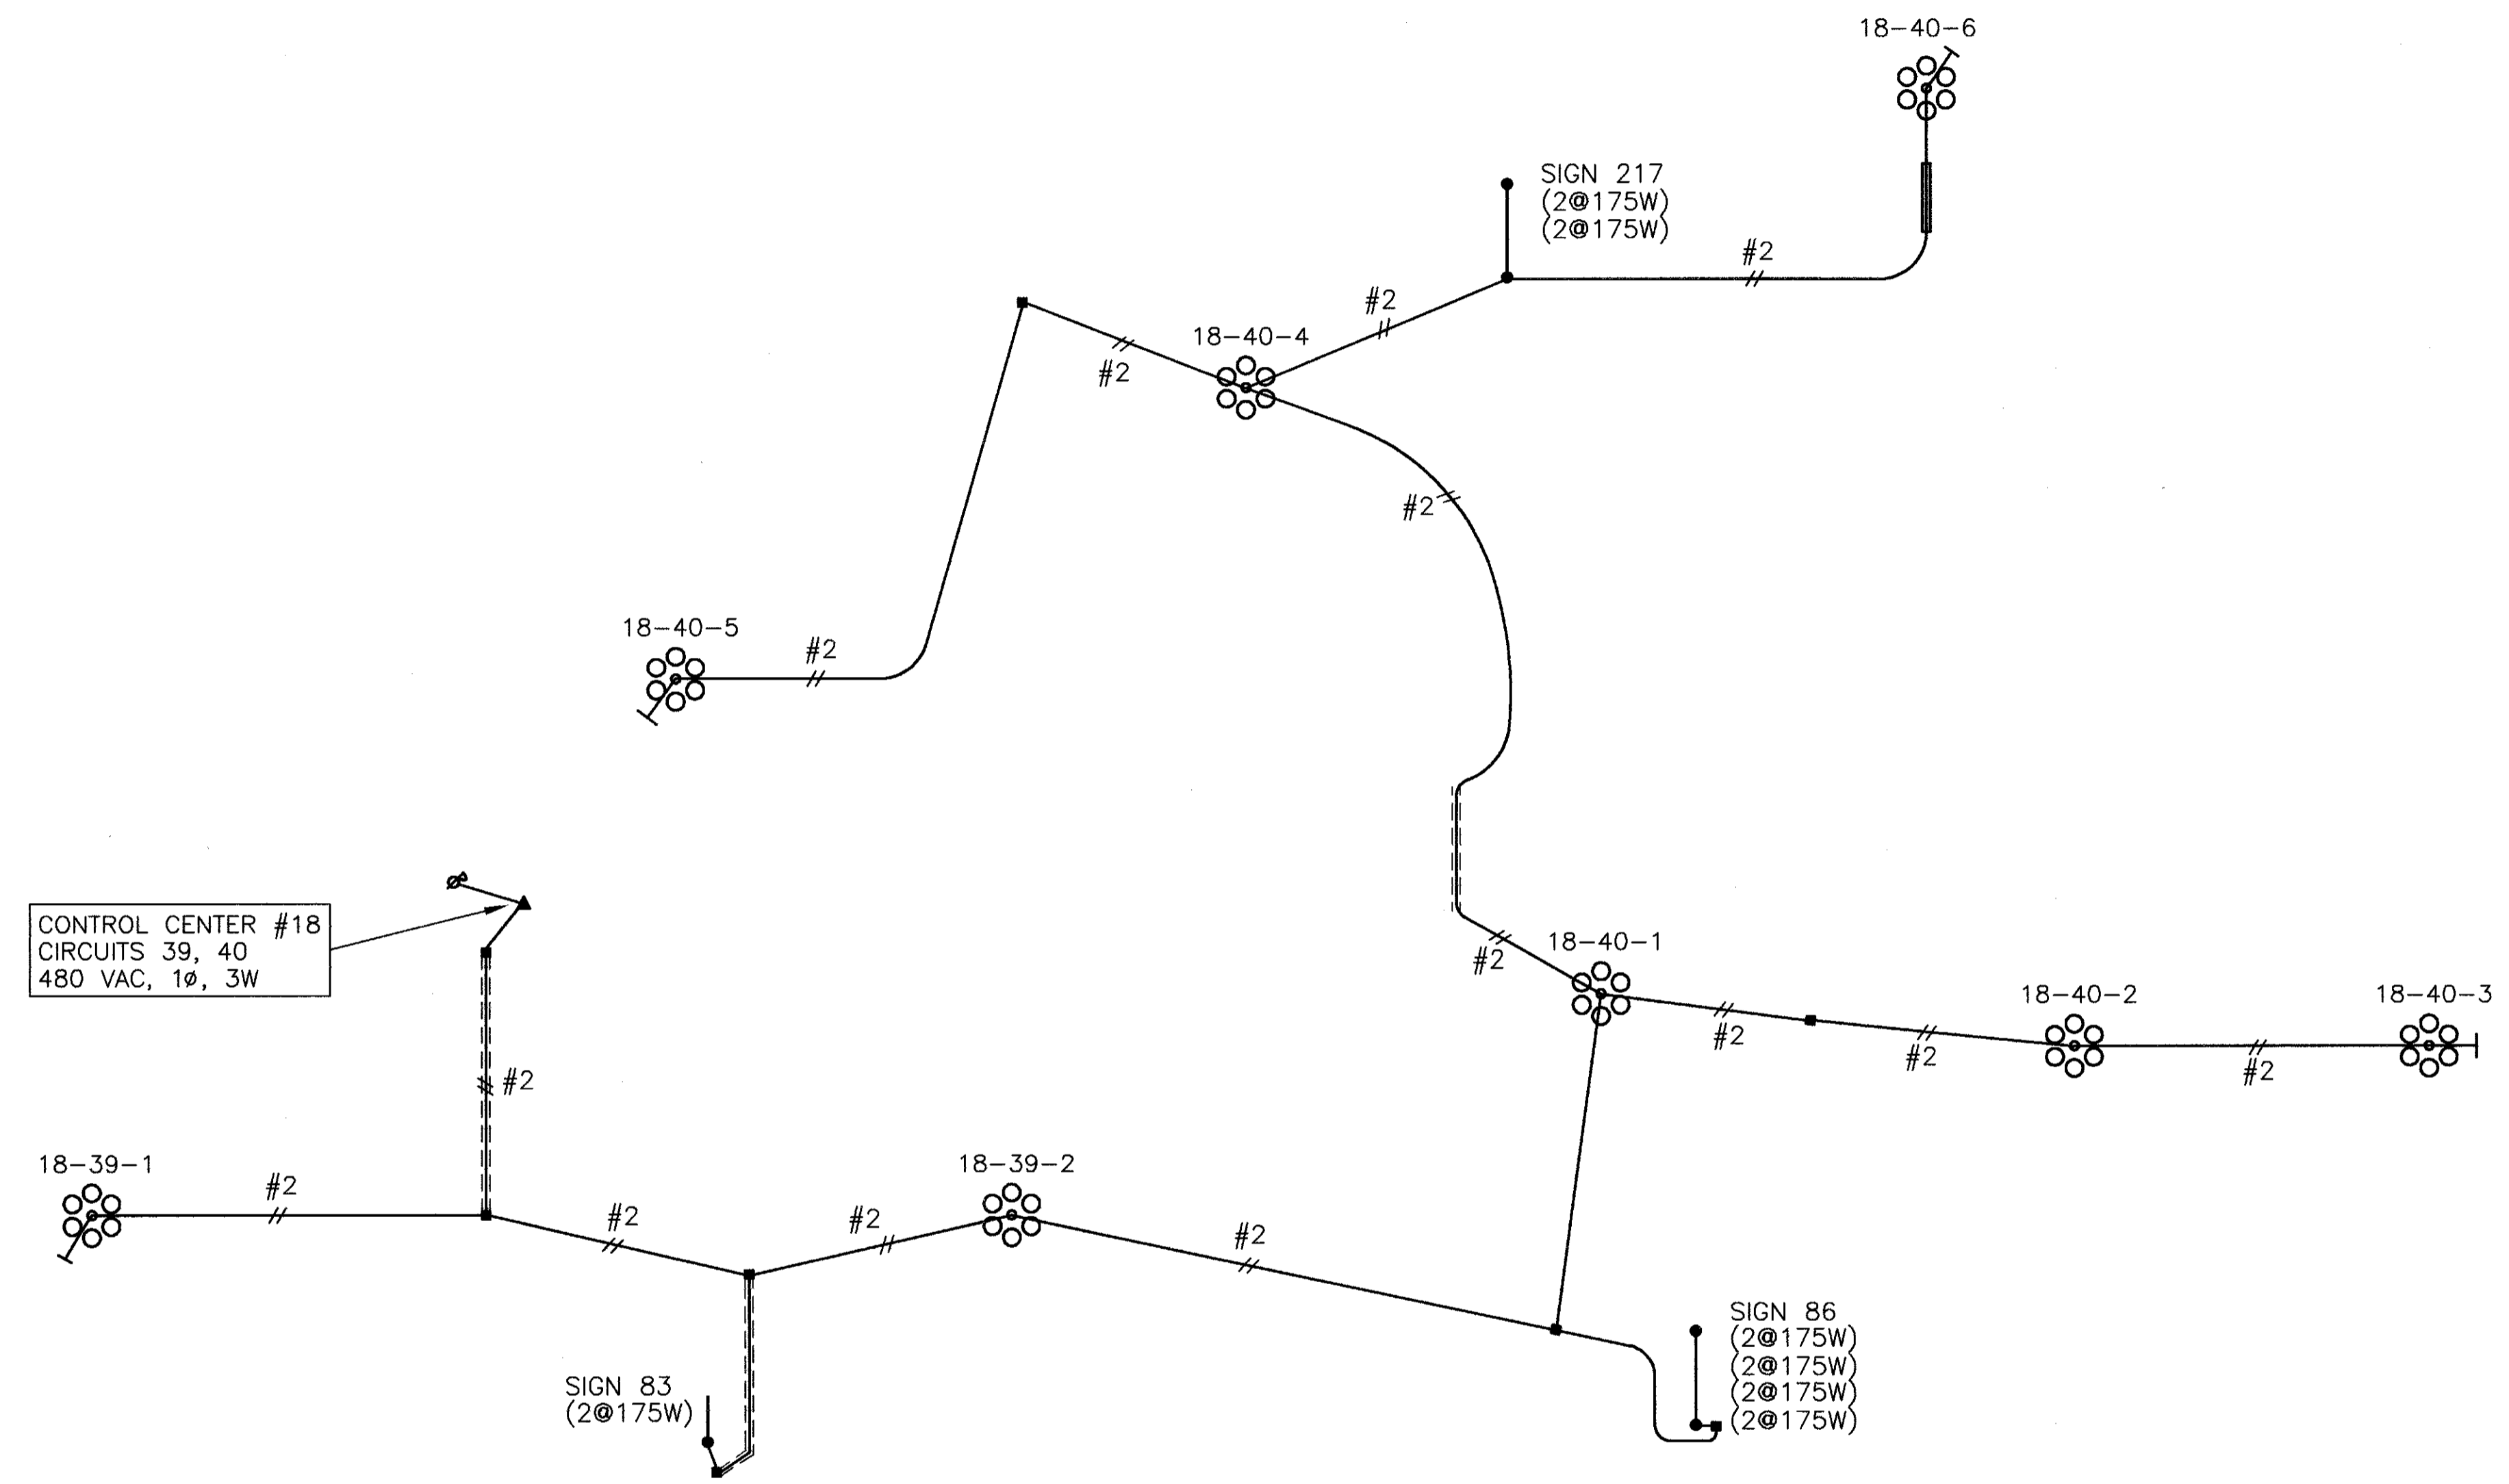 18-40-6
SIGN 217
(2@175W)
(2@175W)
#2
#2
18-40-4
#2
#2
18-40-5
#2
CONTROL CENTER #18
CIRCUITS 39, 40
480 VAC, 1ø, 3W
18-40-1
#2
18-40-2
18-40-3
#2
#2
#2
#2
18-39-1
#2
#2
#2
18-39-2
#2
SIGN 86
(2@175W)
(2@175W)
(2@175W)
(2@175W)
SIGN 83
(2@175W)